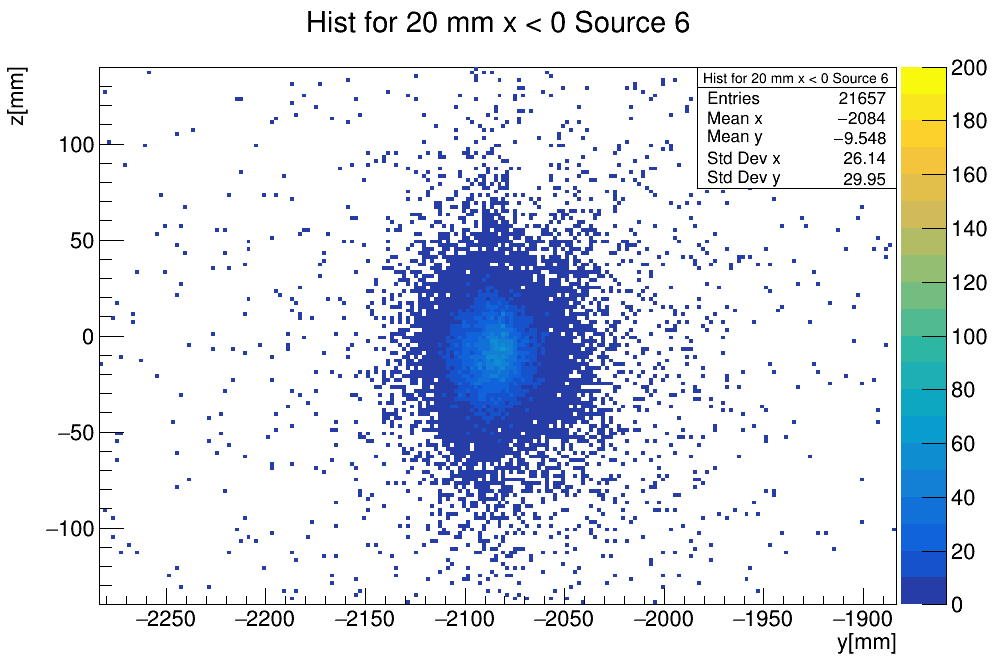 Hist for 20 mm x < 0 Source 6
z[mm]
Hist for 20 mm x < 0 Source 6
Entries 21657
Mean x −2084
Mean y −9.548
Std Dev x 26.14
Std Dev y 29.95
100
50
0
−50
−100
−2250 −2200 −2150 −2100 −2050 −2000 −1950 −1900
y[mm]
200
180
160
140
120
100
80
60
40
20
0